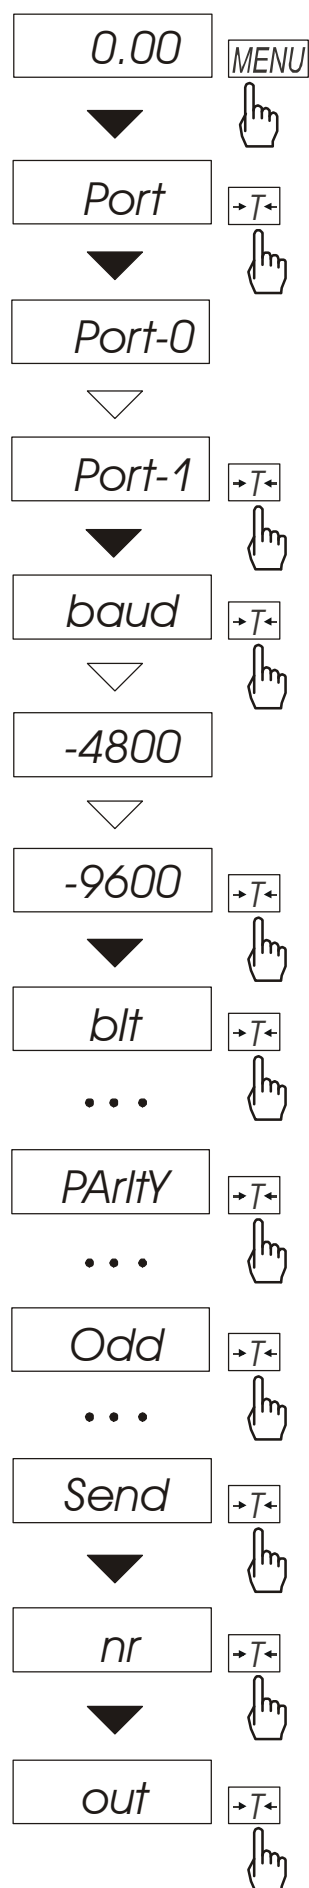 0.00 MENU
Port →T←
Port-0
Port-1 →T←
baud →T←
-4800
-9600 →T←
bIt →T←
• • •
PArItY →T←
• • •
Odd →T←
• • •
Send →T←
nr →T←
out →T←